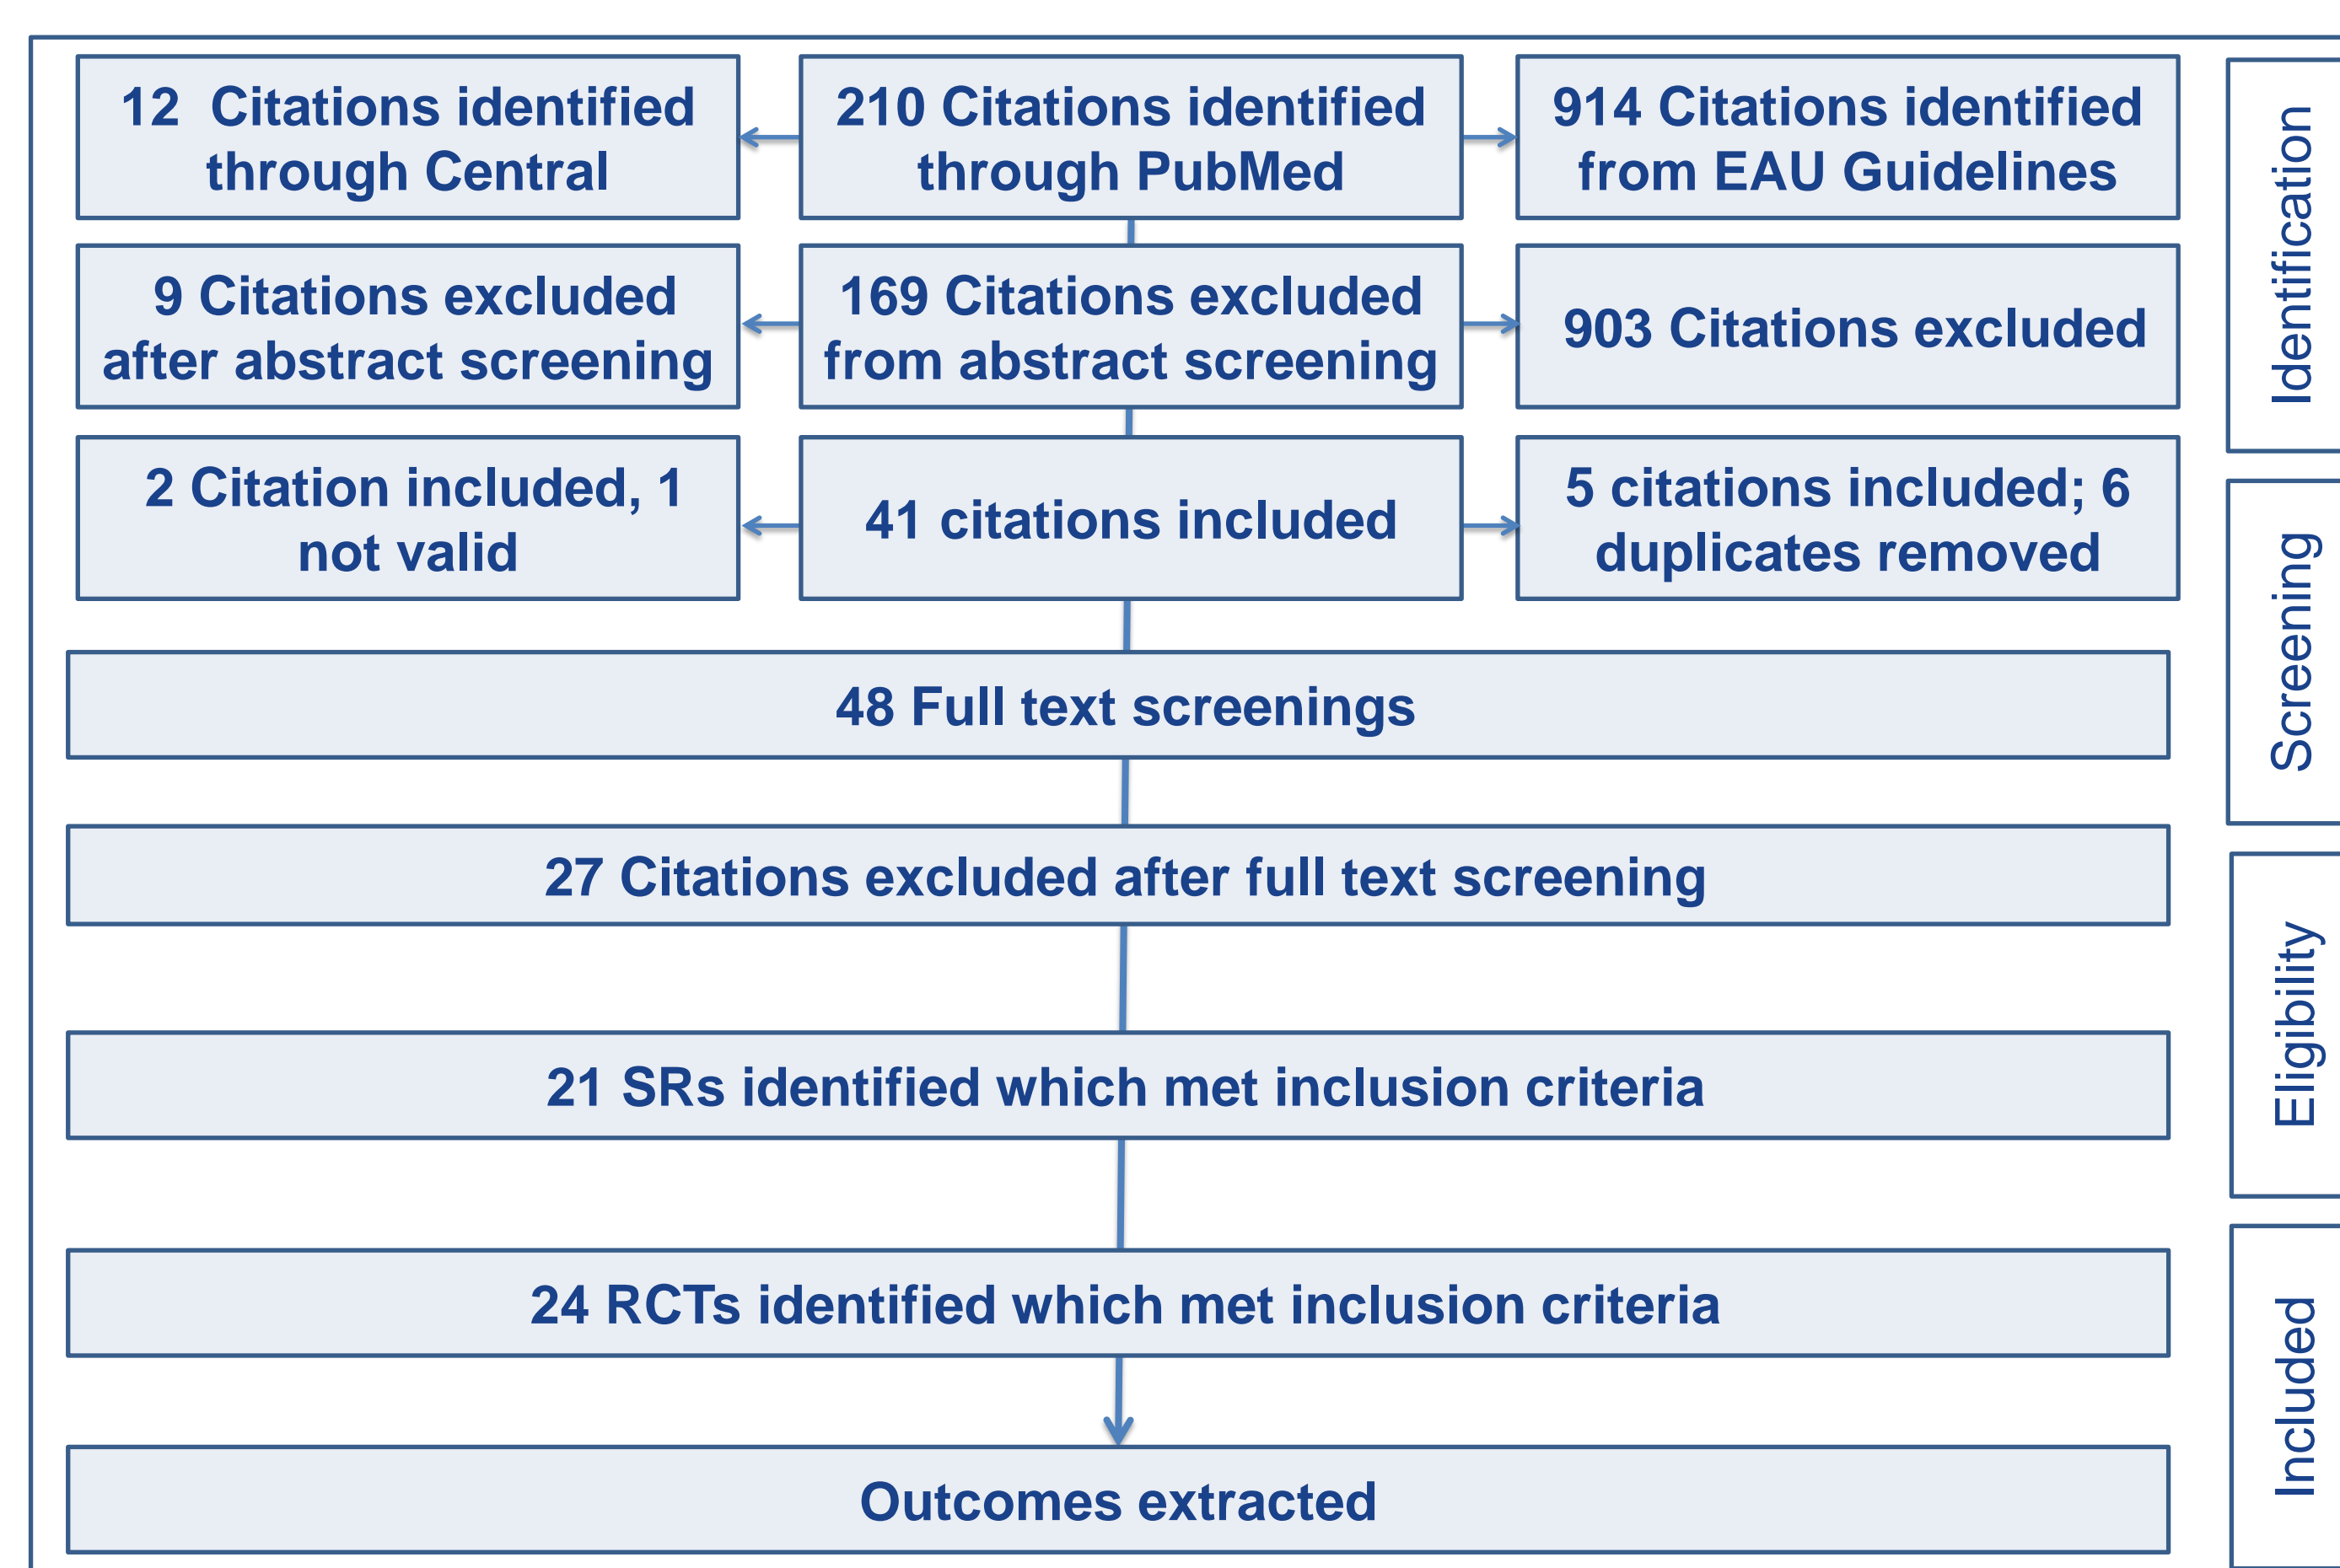 12 Citations identified
through Central
210 Citations identified
through PubMed
914 Citations identified
from EAU Guidelines
9 Citations excluded
after abstract screening
169 Citations excluded
from abstract screening
903 Citations excluded
2 Citation included, 1
not valid
41 citations included
5 citations included; 6
duplicates removed
48 Full text screenings
27 Citations excluded after full text screening
21 SRs identified which met inclusion criteria
24 RCTs identified which met inclusion criteria
Outcomes extracted
Identification
Screening
Eligibility
Included